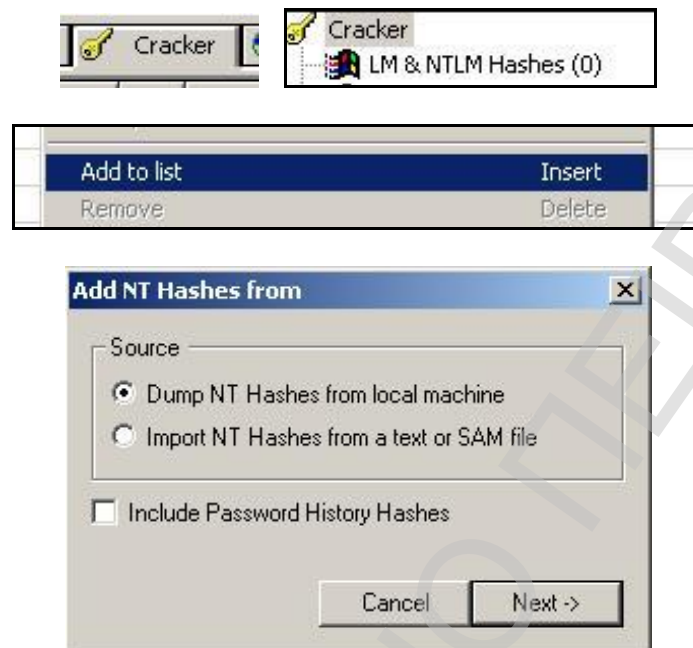 Cracker
Cracker
LM & NTLM Hashes (0)
Add to list Insert
Remove Delete
Add NT Hashes from
Source
Dump NT Hashes from local machine
Import NT Hashes from a text or SAM file
Include Password History Hashes
Cancel Next ->